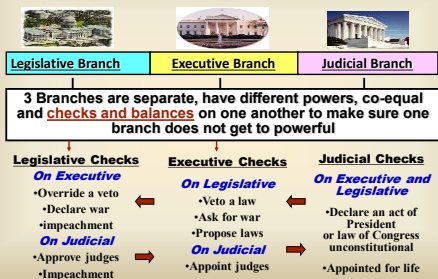 Legislative Branch
Executive Branch
Judicial Branch
3 Branches are separate, have different powers, co-equal
and checks and balances on one another to make sure one
branch does not get to powerful
Legislative Checks
On Executive
•Override a veto
•Declare war
•impeachment
On Judicial
•Approve judges
•Impeachment
Executive Checks
On Legislative
•Veto a law
•Ask for war
•Propose laws
On Judicial
•Appoint judges
Judicial Checks
On Executive and
Legislative
•Declare an act of
President
or law of Congress
unconstitutional
•Appointed for life